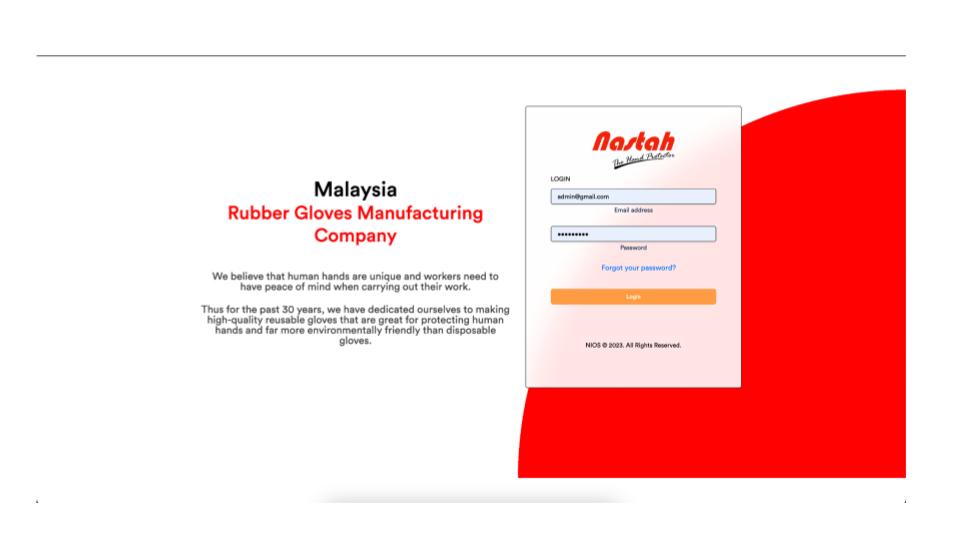 Malaysia
Rubber Gloves Manufacturing
Company
We believe that human hands are unique and workers need to
have peace of mind when carrying out their work.
Thus for the past 30 years, we have dedicated ourselves to making
high-quality reusable gloves that are great for protecting human
hands and far more environmentally friendly than disposable
gloves.
Nastah
The Hand Protector
LOGIN
admin@gmail.com
Email address
•••••••••
Password
Forgot your password?
Login
NIOS © 2023. All Rights Reserved.